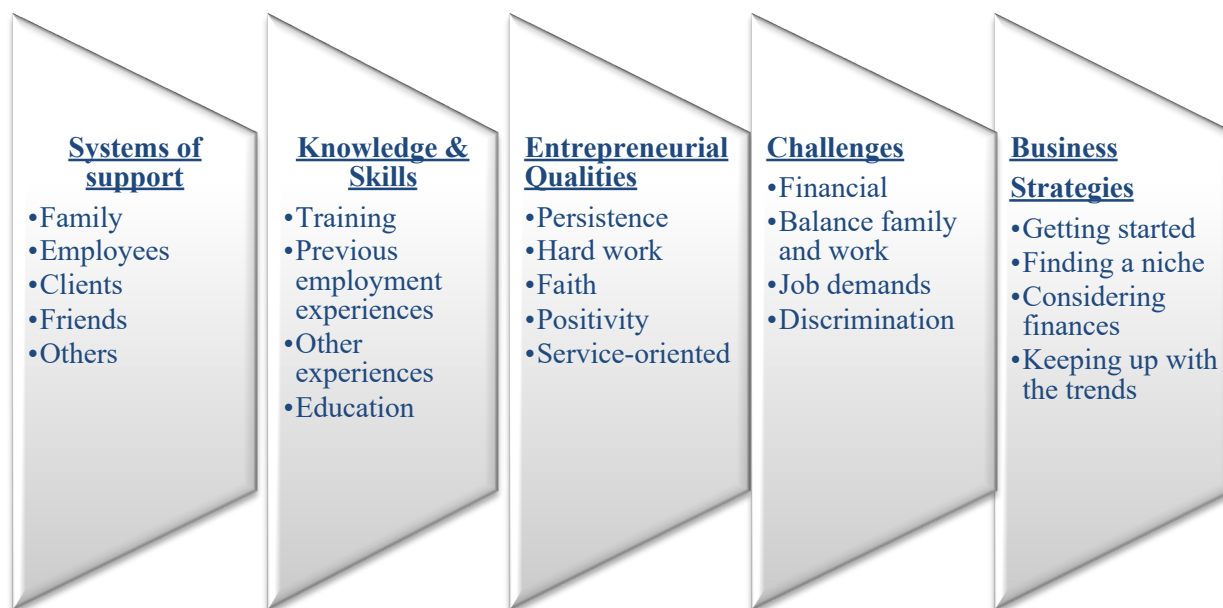 Systems of
support
•Family
•Employees
•Clients
•Friends
•Others
Knowledge &
Skills
•Training
•Previous
employment
experiences
•Other
experiences
•Education
Entrepreneurial
Qualities
•Persistence
•Hard work
•Faith
•Positivity
•Service-oriented
Challenges
•Financial
•Balance family
and work
•Job demands
•Discrimination
Business
Strategies
•Getting started
•Finding a niche
•Considering
finances
•Keeping up with
the trends